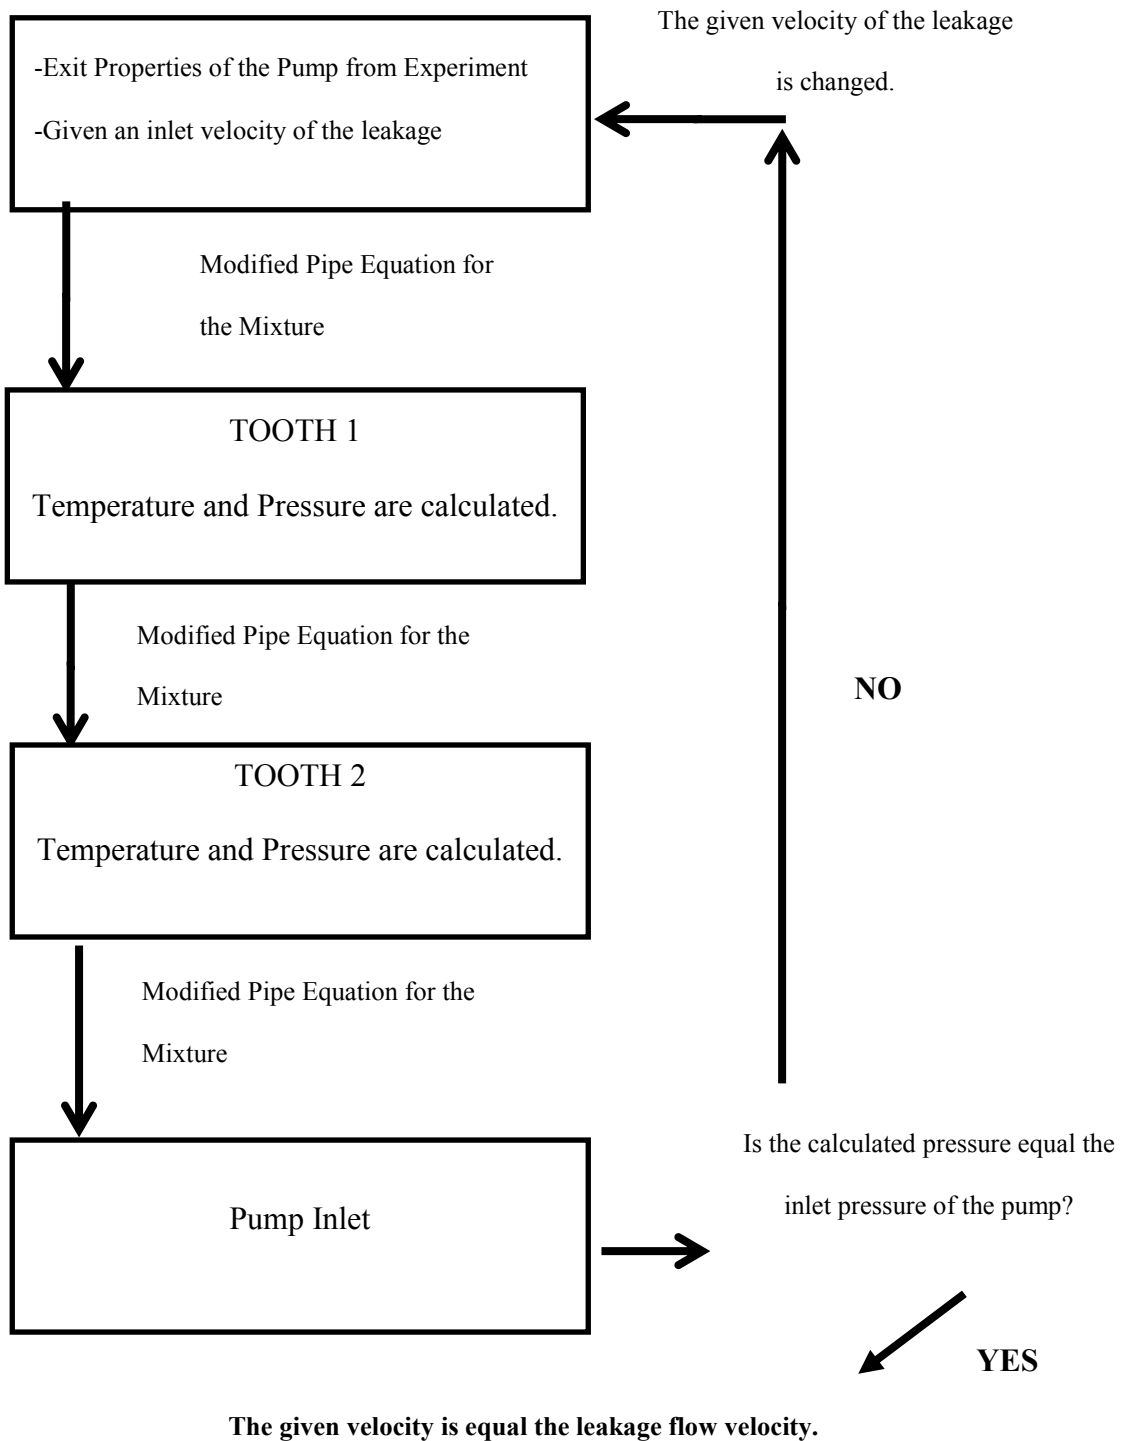 The given velocity of the leakage
is changed.
-Exit Properties of the Pump from Experiment
-Given an inlet velocity of the leakage
Modified Pipe Equation for
the Mixture
TOOTH 1
Temperature and Pressure are calculated.
Modified Pipe Equation for the
Mixture
NO
TOOTH 2
Temperature and Pressure are calculated.
Modified Pipe Equation for the
Mixture
Pump Inlet
Is the calculated pressure equal the
inlet pressure of the pump?
YES
The given velocity is equal the leakage flow velocity.